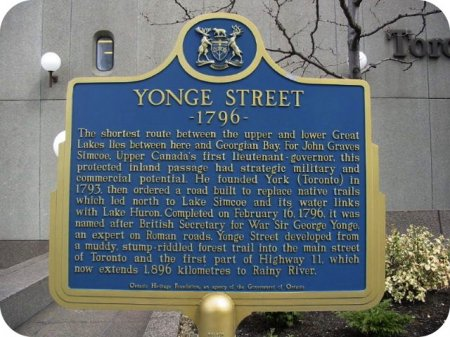 YONGE STREET
-1796-
The shortest route between the upper and lower Great
Lakes lies between here and Georgian Bay. For John Graves
Simcoe, Upper Canada's first lieutenant-governor, this
protected inland passage had strategic military and
commercial potential. He founded York (Toronto) in
1793, then ordered a road built to replace native trails
which led north to Lake Simcoe and its water links
with Lake Huron. Completed on February 16, 1796, it was
named after British Secretary for War Sir George Yonge,
an expert on Roman roads. Yonge Street developed from
a muddy, stump-riddled forest trail into the main street
of Toronto and the first part of Highway 11, which
now extends 1,896 kilometres to Rainy River.
Ontario Heritage Foundation, an agency of the Government of Ontario
Toro